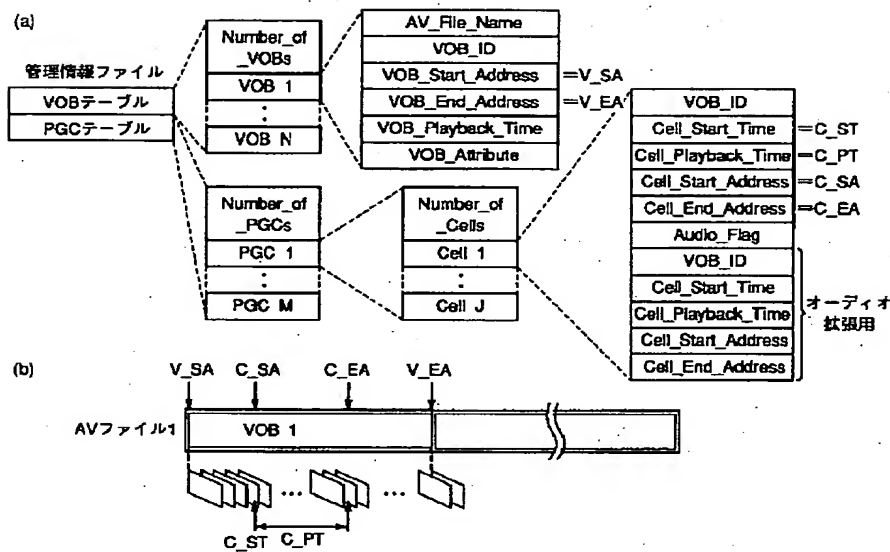 (a)
管理情報ファイル
VOBテーブル
PGCテーブル
Number_of
_VOBs
VOB 1
:
VOB N
AV_File_Name
VOB_ID
VOB_Start_Address
=V_SA
VOB_End_Address
=V_EA
VOB_Playback_Time
VOB_Attribute
Number_of
_PGCs
PGC 1
:
PGC M
Number_of
_Cells
Cell 1
:
Cell J
VOB_ID
Cell_Start_Time
=C_ST
Cell_Playback_Time
=C_PT
Cell_Start_Address
=C_SA
Cell_End_Address
=C_EA
Audio_Flag
VOB_ID
Cell_Start_Time
Cell_Playback_Time
Cell_Start_Address
Cell_End_Address
オーディオ
拡張用
(b)
V_SA C_SA C_EA V_EA
AVファイル1
VOB 1
... ...
C_ST
C_PT